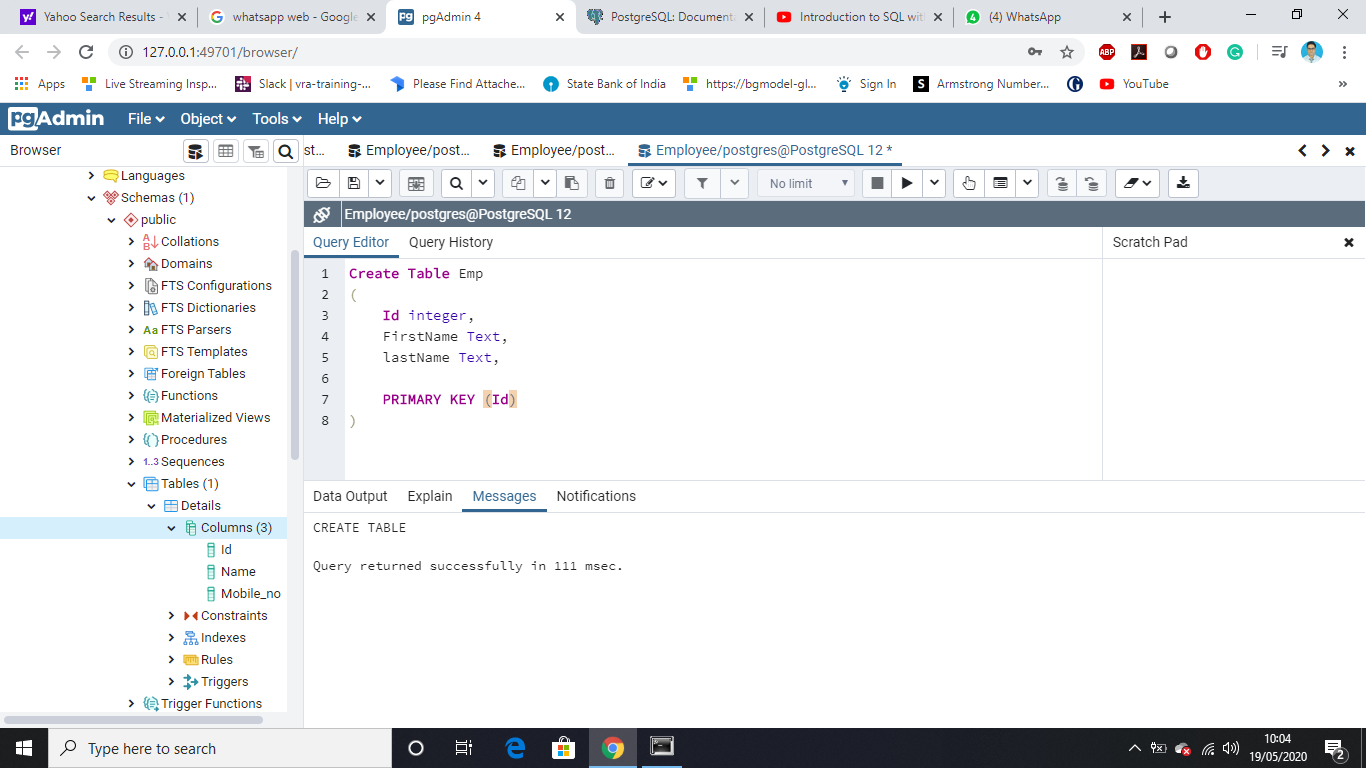 Yahoo Search Results - whatsapp web - Google pgAdmin 4 PostgreSQL: Documenta Introduction to SQL wit (4) WhatsApp
127.0.0.1:49701/browser/
Apps Live Streaming Insp... Slack | vra-training-... Please Find Attache... State Bank of India https://bgmodel-gl... Sign In Armstrong Number... YouTube »
pgAdmin File Object Tools Help
Browser
st... Employee/post... Employee/post... Employee/postgres@PostgreSQL 12 *
No limit
Employee/postgres@PostgreSQL 12
Query Editor Query History
Scratch Pad
Languages
Schemas (1)
public
Collations
Domains
FTS Configurations
FTS Dictionaries
Aa FTS Parsers
FTS Templates
Foreign Tables
Functions
Materialized Views
Procedures
1..3 Sequences
Tables (1)
Details
Columns (3)
Id
Name
Mobile_no
Constraints
Indexes
Rules
Triggers
Trigger Functions
1 Create Table Emp
2 (
3 Id integer,
4 FirstName Text,
5 lastName Text,
6
7 PRIMARY KEY (Id)
8 )
Data Output Explain Messages Notifications
CREATE TABLE
Query returned successfully in 111 msec.
Type here to search
10:04
19/05/2020
2